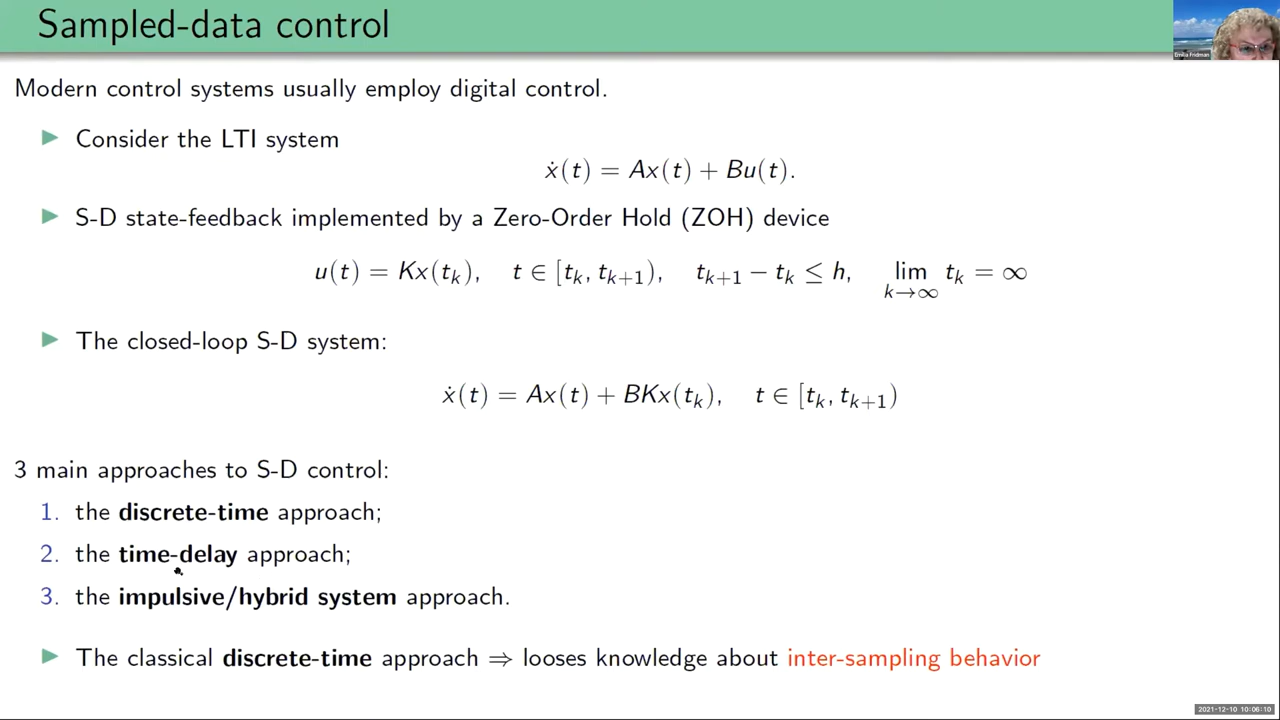 Sampled-data control
Emilia Fridman
Modern control systems usually employ digital control.
▶ Consider the LTI system
ẋ(t) = Ax(t) + Bu(t).
▶ S-D state-feedback implemented by a Zero-Order Hold (ZOH) device
u(t) = Kx(t_k), t ∈ [t_k, t_{k+1}), t_{k+1} − t_k ≤ h, lim_{k→∞} t_k = ∞
▶ The closed-loop S-D system:
ẋ(t) = Ax(t) + BKx(t_k), t ∈ [t_k, t_{k+1})
3 main approaches to S-D control:
1. the discrete-time approach;
2. the time-delay approach;
3. the impulsive/hybrid system approach.
▶ The classical discrete-time approach ⇒ looses knowledge about inter-sampling behavior
2021-12-10 10:06:10